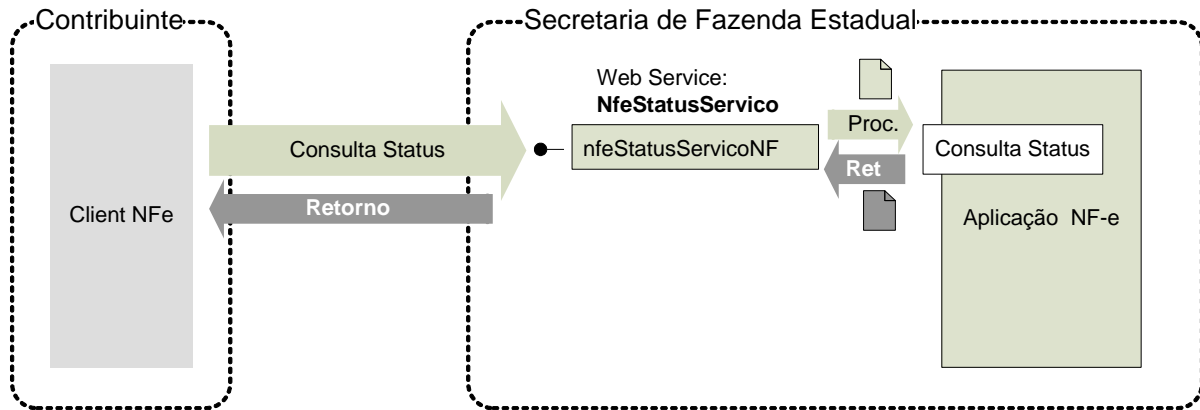 Contribuinte
Secretaria de Fazenda Estadual
Web Service:
NfeStatusServico
Proc.
Consulta Status
nfeStatusServicoNF
Consulta Status
Ret
Retorno
Client NFe
Aplicação NF-e